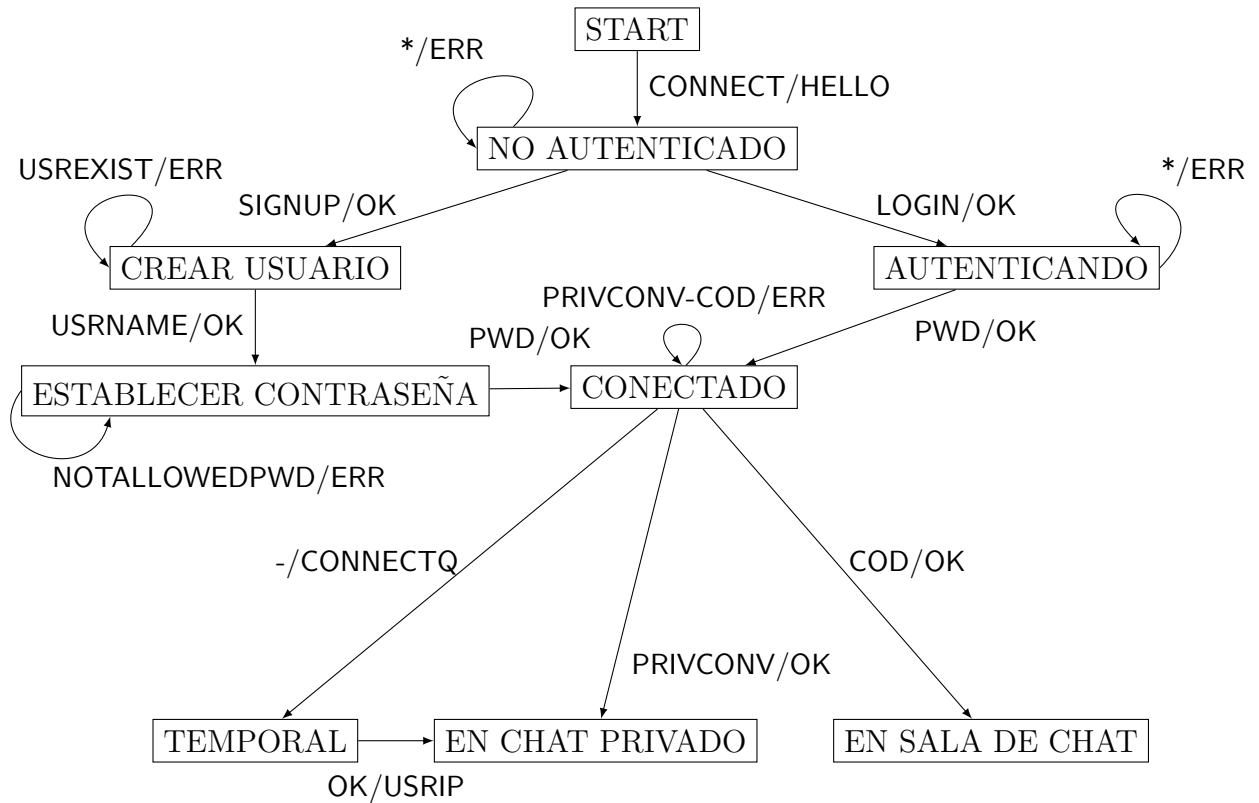 START
*/ERR
CONNECT/HELLO
NO AUTENTICADO
USREXIST/ERR
*/ERR
SIGNUP/OK
LOGIN/OK
CREAR USUARIO
AUTENTICANDO
PRIVCONV-COD/ERR
USRNAME/OK
PWD/OK
PWD/OK
ESTABLECER CONTRASEÑA
CONECTADO
NOTALLOWEDPWD/ERR
-/CONNECTQ
COD/OK
PRIVCONV/OK
TEMPORAL
EN CHAT PRIVADO
EN SALA DE CHAT
OK/USRIP